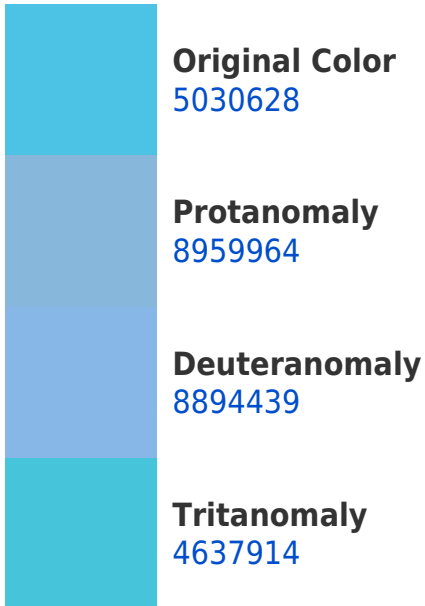 Original Color
5030628
Protanomaly
8959964
Deuteranomaly
8894439
Tritanomaly
4637914